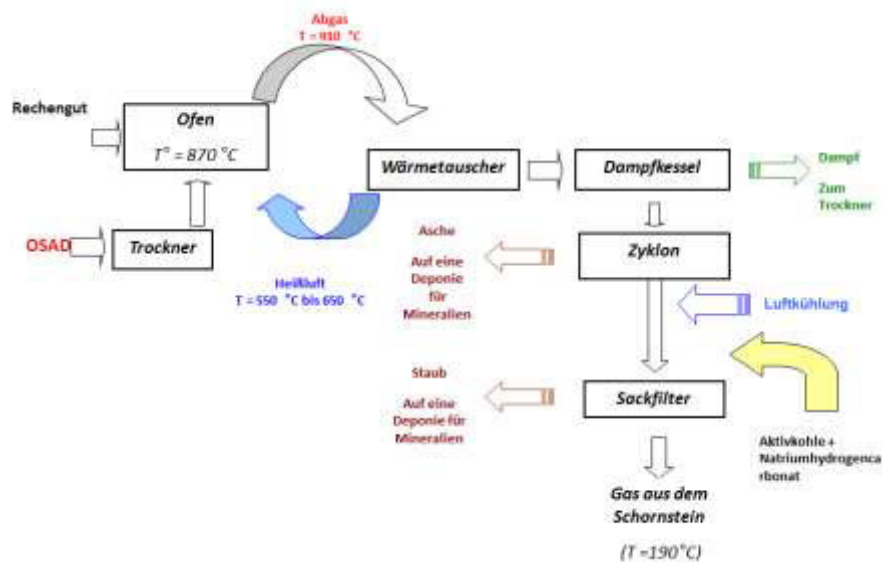 Abgas
T = 910 °C
Rechengut
Ofen
T° = 870 °C
Wärmetauscher
Dampfkessel
Dampf
Zum
Trockner
OSAD
Trockner
Heißluft
T = 550 °C bis 650 °C
Asche
Auf eine
Deponie
für
Mineralien
Zyklon
Luftkühlung
Staub
Auf eine
Deponie für
Mineralien
Sackfilter
Aktivkohle +
Natriumhydrogenca
rbonat
Gas aus dem
Schornstein
(T =190°C)